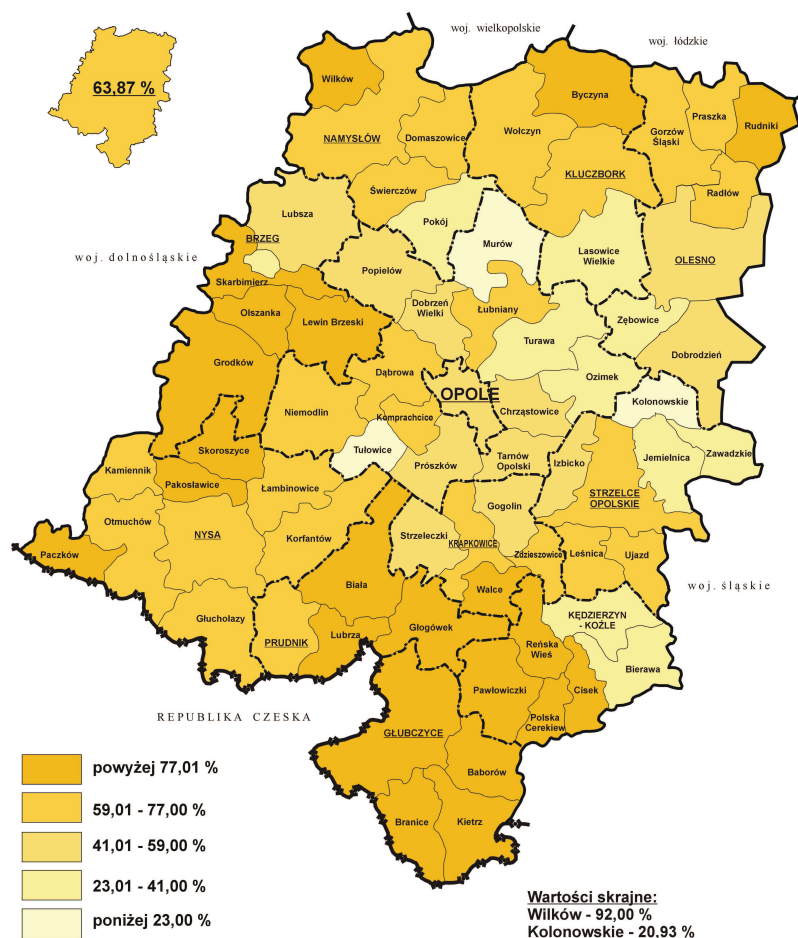 woj. wielkopolskie
woj. łódzkie
63,87 %
Wilków
Byczyna
Praszka
Rudniki
NAMYSŁÓW
Domaszowice
Wołczyn
Gorzów
Śląski
KLUCZBORK
Radłów
Świerczów
Lubsza
Pokój
Murów
Lasowice
Wielkie
OLESNO
BRZEG
woj. dolnośląskie
Skarbimierz
Popielów
Dobrzeń
Wielki
Łubniany
Olszanka
Lewin Brzeski
Turawa
Zębowice
Dobrodzień
Grodków
Dąbrowa
Ozimek
OPOLE
Kolonowskie
Niemodlin
Komprachcice
Chrząstowice
Skoroszyce
Tułowice
Prószków
Tarnów
Opolski
Izbicko
Jemielnica
Zawadzkie
Kamiennik
Pakosławice
Łambinowice
STRZELCE
OPOLSKIE
Otmuchów
NYSA
Korfantów
Strzeleczki
Gogolin
KRAPKOWICE
Zdzieszowice
Leśnica
Ujazd
Paczków
Biała
Walce
woj. śląskie
Głuchołazy
PRUDNIK
Lubrza
Głogówek
KĘDZIERZYN
- KOŹLE
Reńska
Wieś
Bierawa
Pawłowiczki
Cisek
REPUBLIKA CZESKA
Polska
Cerekiew
GŁUBCZYCE
Baborów
Branice
Kietrz
powyżej 77,01 %
59,01 - 77,00 %
41,01 - 59,00 %
23,01 - 41,00 %
poniżej 23,00 %
Wartości skrajne:
Wilków - 92,00 %
Kolonowskie - 20,93 %